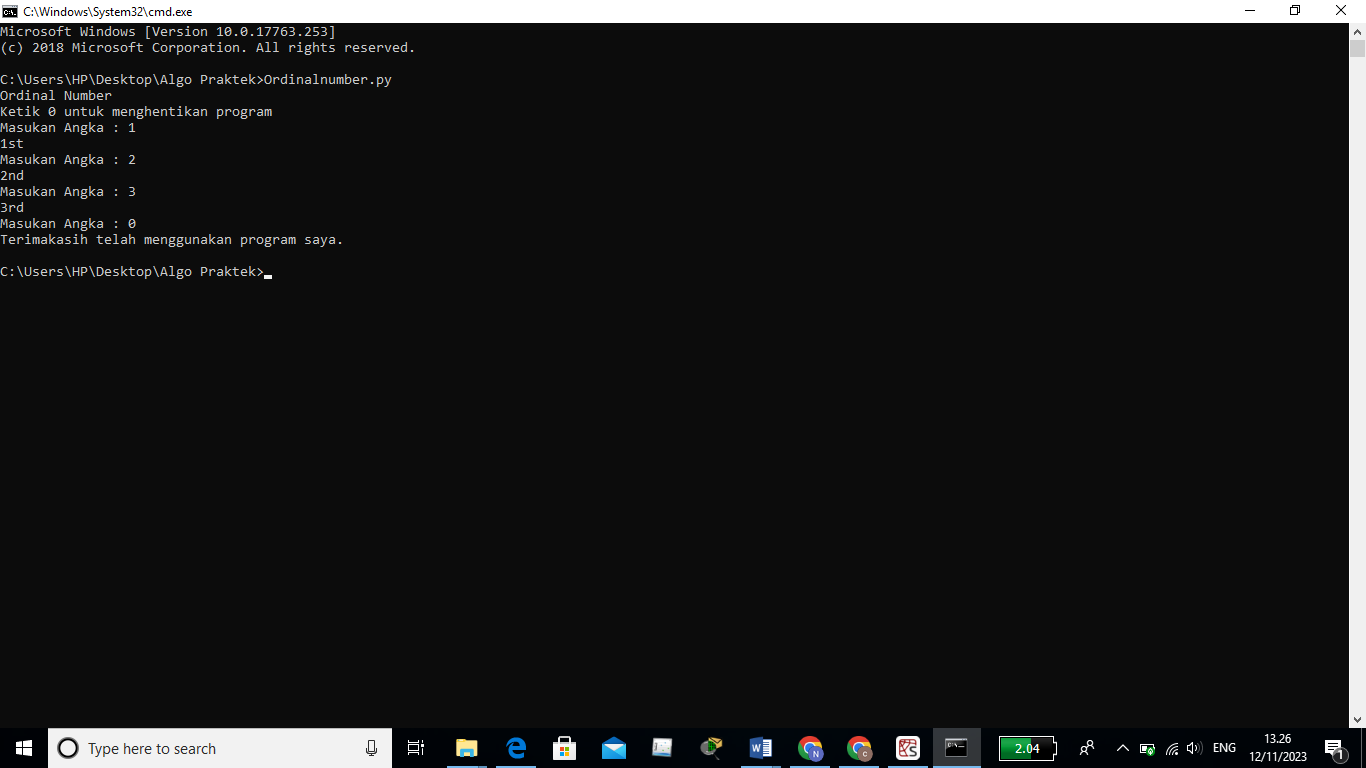 C:\Windows\System32\cmd.exe
Microsoft Windows [Version 10.0.17763.253]
(c) 2018 Microsoft Corporation. All rights reserved.
C:\Users\HP\Desktop\Algo Praktek>Ordinalnumber.py
Ordinal Number
Ketik 0 untuk menghentikan program
Masukan Angka : 1
1st
Masukan Angka : 2
2nd
Masukan Angka : 3
3rd
Masukan Angka : 0
Terimakasih telah menggunakan program saya.
C:\Users\HP\Desktop\Algo Praktek>
Type here to search
2.04
ENG
13.26
12/11/2023
1